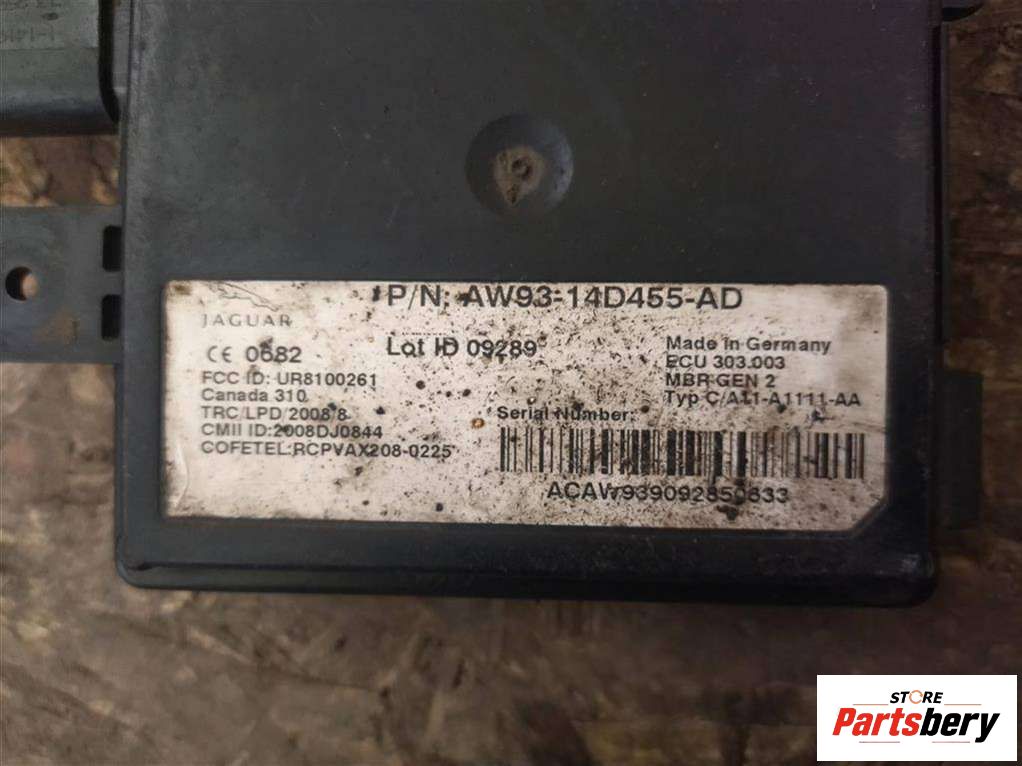 P/N: AW93-14D455-AD
JAGUAR
CE 0682
Lot ID 09289
Made In Germany
ECU 303.003
MBR GEN 2
Typ C/A11-A1111-AA
FCC ID: UR8100261
Canada 310
TRC/LPD/2008/8
CMII ID:2008DJ0844
COFETEL:RCPVAX208-0225
Serial Number:
ACAW939092850633
STORE
Partsbery